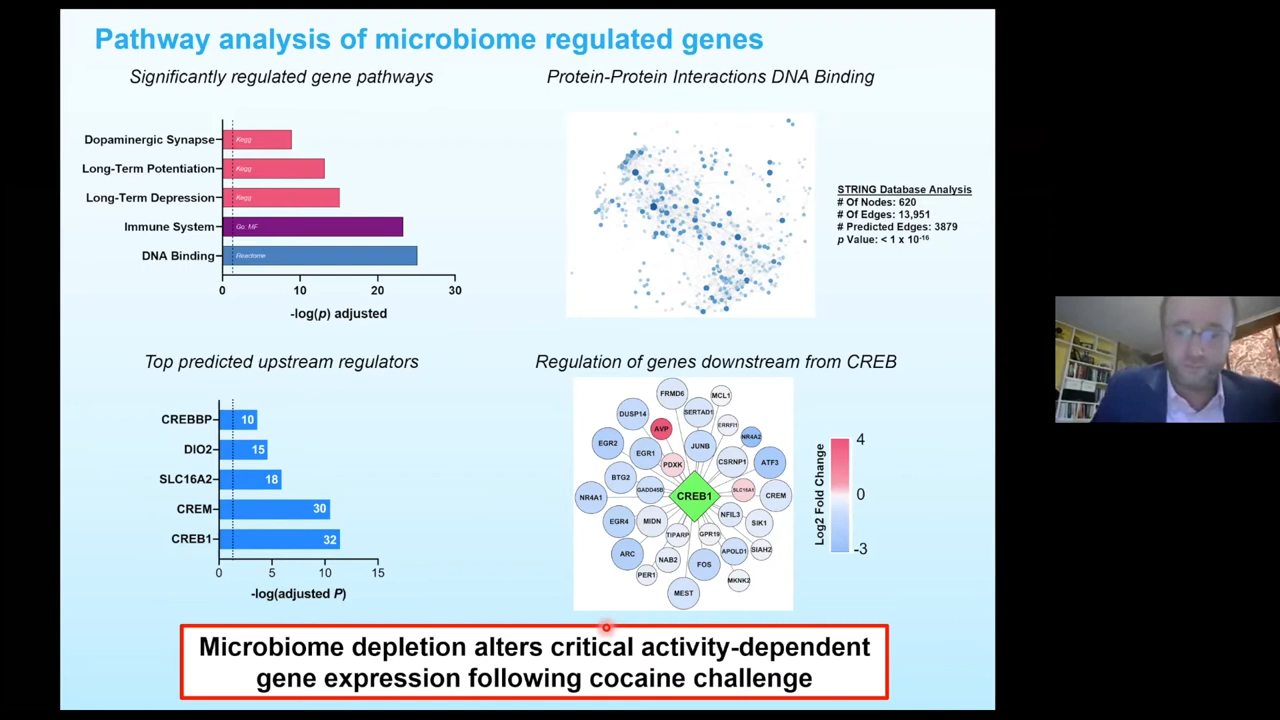 Pathway analysis of microbiome regulated genes
Significantly regulated gene pathways
Dopaminergic Synapse
Kegg
Long-Term Potentiation
Kegg
Long-Term Depression
Kegg
Immune System
Go: MF
DNA Binding
Reactome
0 10 20 30
-log(p) adjusted
Protein-Protein Interactions DNA Binding
STRING Database Analysis
# Of Nodes: 620
# Of Edges: 13,951
# Predicted Edges: 3879
p Value: < 1 x 10-16
Top predicted upstream regulators
CREBBP 10
DIO2 15
SLC16A2 18
CREM 30
CREB1 32
0 5 10 15
-log(adjusted P)
Regulation of genes downstream from CREB
FRMD6
MCL1
DUSP14
SERTAD1
AVP
ERRFI1
NR4A2
EGR2
EGR1
JUNB
PDXK
CSRNP1
ATF3
BTG2
GADD45B
SLC16A1
NR4A1
CREB1
CREM
EGR4
MIDN
NFIL3
SIK1
TIPARP
GPR19
ARC
NAB2
APOLD1
SIAH2
PER1
FOS
MKNK2
MEST
Log2 Fold Change
4
0
-3
Microbiome depletion alters critical activity-dependent
gene expression following cocaine challenge